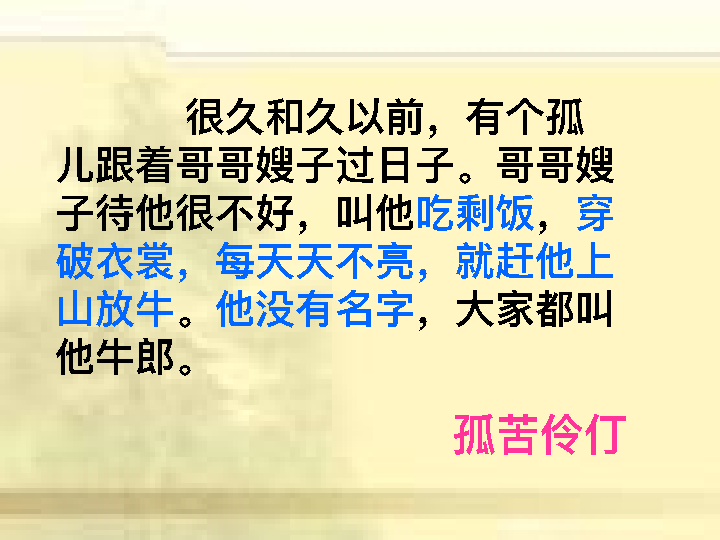 很久和久以前，有个孤
儿跟着哥哥嫂子过日子。哥哥嫂
子待他很不好，叫他吃剩饭，穿
破衣裳，每天天不亮，就赶他上
山放牛。他没有名字，大家都叫
他牛郎。
孤苦伶仃